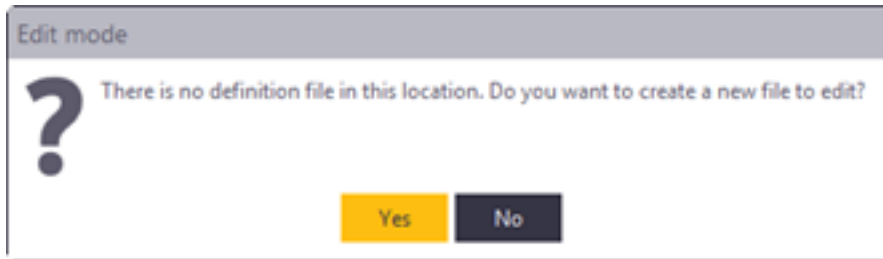 Edit mode
There is no definition file in this location. Do you want to create a new file to edit?
Yes No